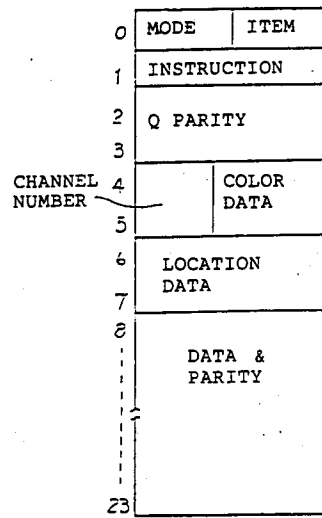 0 MODE ITEM
1 INSTRUCTION
2
Q PARITY
3
CHANNEL NUMBER
4 COLOR DATA
5
6 LOCATION
7 DATA
8
DATA &
PARITY
23